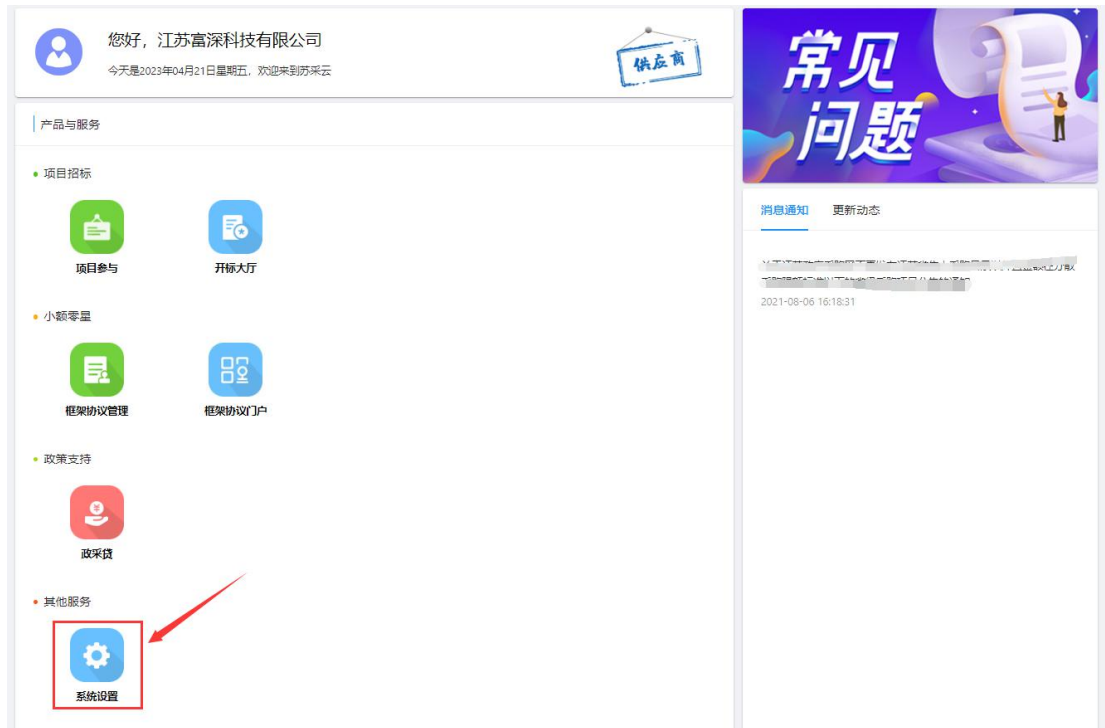 您好，江苏富深科技有限公司
今天是2023年04月21日星期五，欢迎来到苏采云
供应商
产品与服务
项目招标
项目参与
开标大厅
小额零星
框架协议管理
框架协议门户
政策支持
政采贷
其他服务
系统设置
常见
问题
消息通知
更新动态
2021-08-06 16:18:31